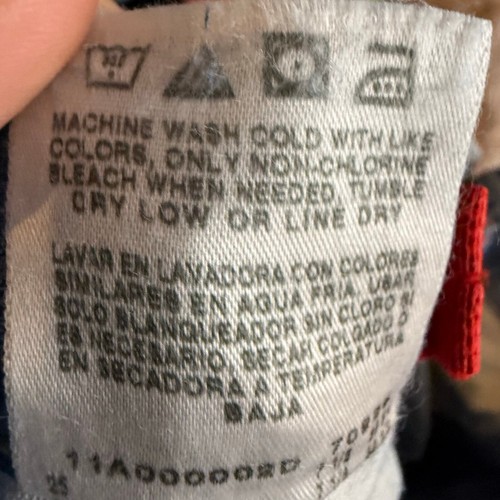 MACHINE WASH COLD WITH LIKE
COLORS, ONLY NON-CHLORINE
BLEACH WHEN NEEDED, TUMBLE
DRY LOW OR LINE DRY
LAVAR EN LAVADORA CON COLORES
SIMILARES EN AGUA FRIA, USAR
SOLO BLANQUEADOR SIN CLORO SI
ES NECESARIO, SECAR COLGADO O
EN SECADORA A TEMPERATURA
BAJA
11A000002D